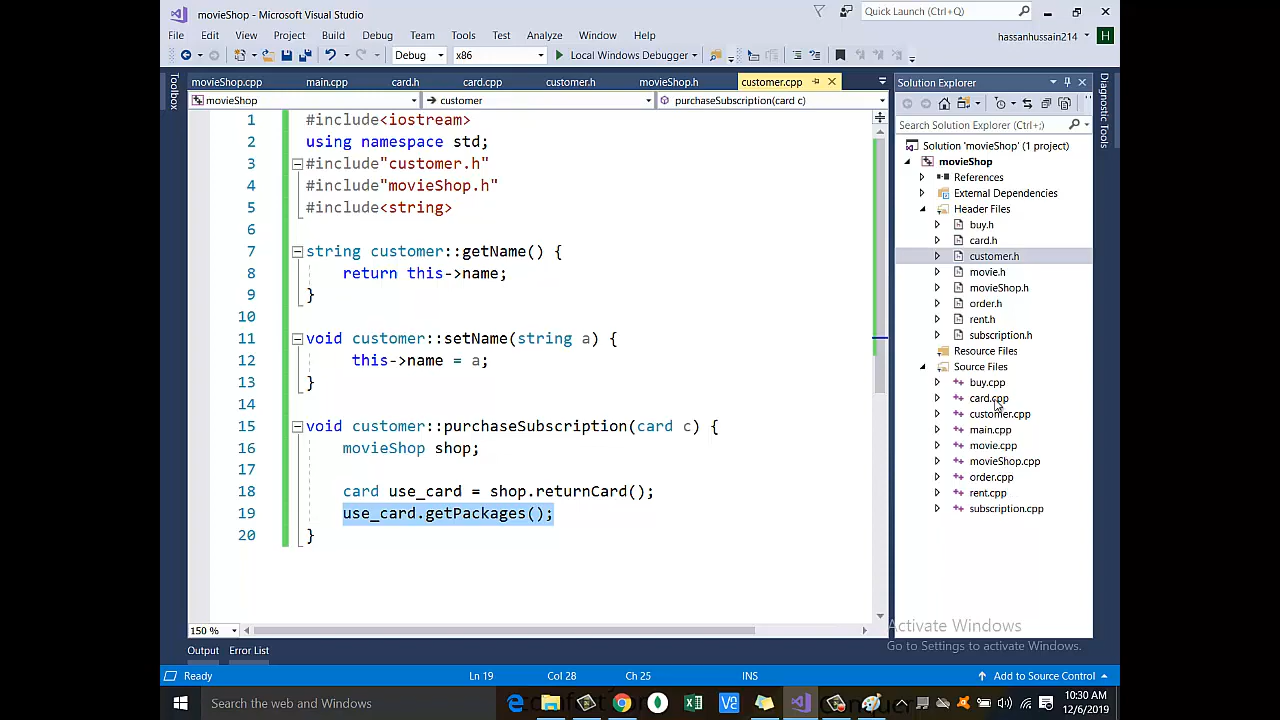 movieShop - Microsoft Visual Studio
Quick Launch (Ctrl+Q)
File Edit View Project Build Debug Team Tools Test Analyze Window Help
hassanhussain214 H
Debug x86 Local Windows Debugger
Toolbox
movieShop.cpp main.cpp card.h card.cpp customer.h movieShop.h customer.cpp
movieShop customer purchaseSubscription(card c)
1 #include<iostream>
2 using namespace std;
3 #include"customer.h"
4 #include"movieShop.h"
5 #include<string>
6
7 string customer::getName() {
8 return this->name;
9 }
10
11 void customer::setName(string a) {
12 this->name = a;
13 }
14
15 void customer::purchaseSubscription(card c) {
16 movieShop shop;
17
18 card use_card = shop.returnCard();
19 use_card.getPackages();
20 }
150 %
Solution Explorer
Search Solution Explorer (Ctrl+;)
Solution 'movieShop' (1 project)
movieShop
References
External Dependencies
Header Files
buy.h
card.h
customer.h
movie.h
movieShop.h
order.h
rent.h
subscription.h
Resource Files
Source Files
buy.cpp
card.cpp
customer.cpp
main.cpp
movie.cpp
movieShop.cpp
order.cpp
rent.cpp
subscription.cpp
Diagnostic Tools
Activate Windows
Go to Settings to activate Windows.
Output Error List
Ready Ln 19 Col 28 Ch 25 INS Add to Source Control
Search the web and Windows
10:30 AM
12/6/2019